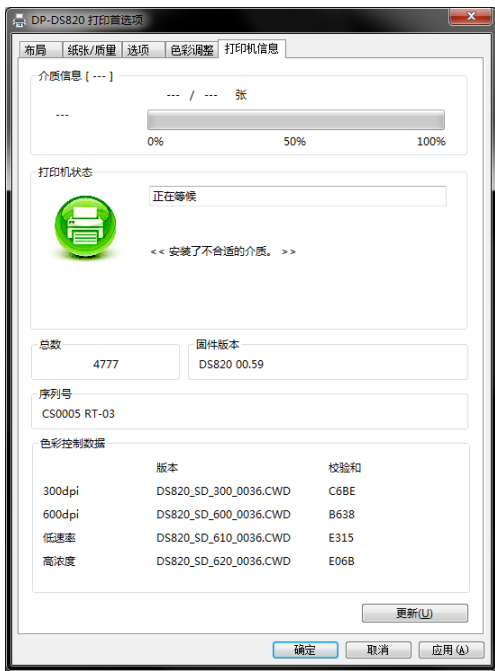 DP-DS820 打印首选项
布局 纸张/质量 选项 色彩调整 打印机信息
介质信息 [ --- ]
--- / --- 张
---
0% 50% 100%
打印机状态
正在等候
<< 安装了不合适的介质。 >>
总数 固件版本
4777 DS820 00.59
序列号
CS0005 RT-03
色彩控制数据
版本 校验和
300dpi DS820_SD_300_0036.CWD C6BE
600dpi DS820_SD_600_0036.CWD B638
低速率 DS820_SD_610_0036.CWD E315
高浓度 DS820_SD_620_0036.CWD E06B
更新(U)
确定 取消 应用(A)